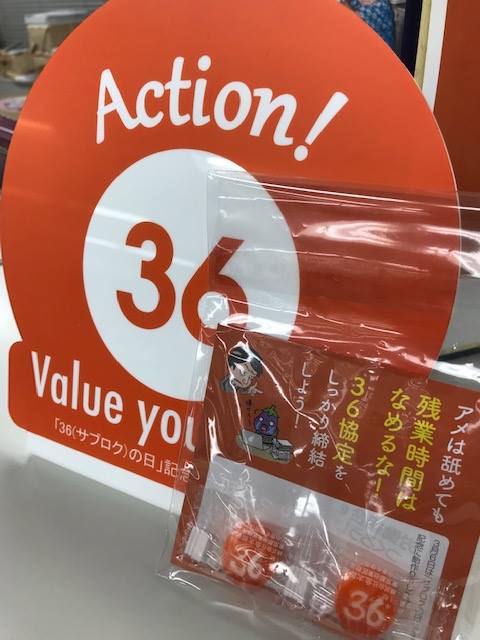 Action!
36
Value you
「36(サブロク)の日」記念
アメは舐めても
残業時間は
なめるな!
36協定を
しっかり締結
しよう!
36
36